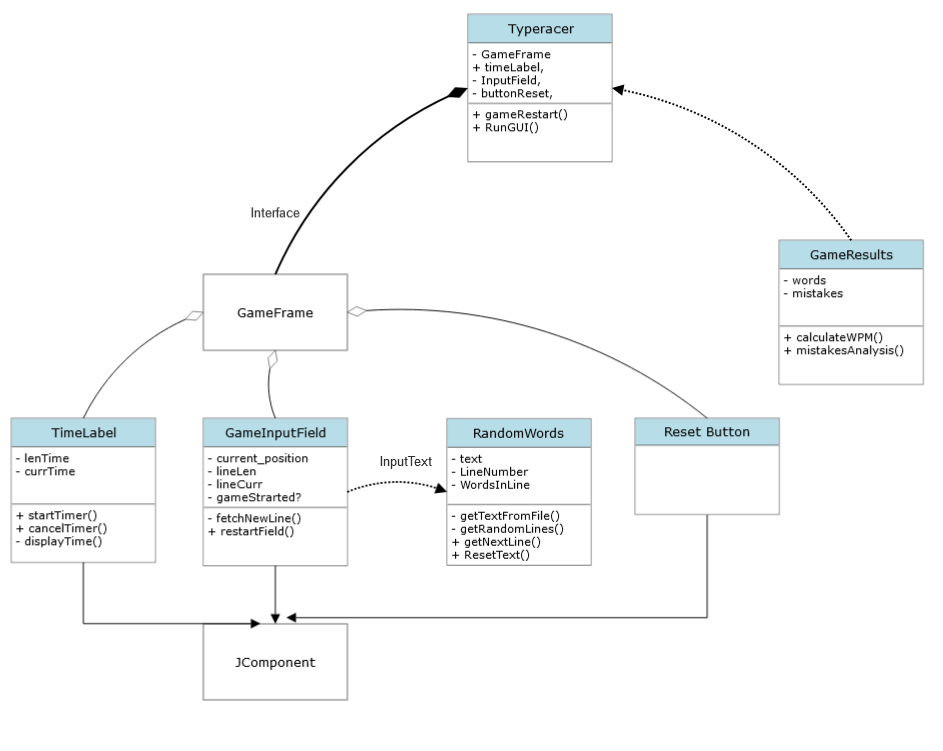 Typeracer
- GameFrame
+ timeLabel,
- InputField,
- buttonReset,
+ gameRestart()
+ RunGUI()
Interface
GameResults
- words
- mistakes
+ calculateWPM()
+ mistakesAnalysis()
GameFrame
TimeLabel
- lenTime
- currTime
+ startTimer()
+ cancelTimer()
- displayTime()
GameInputField
- current_position
- lineLen
- lineCurr
- gameStrarted?
- fetchNewLine()
+ restartField()
InputText
RandomWords
- text
- LineNumber
- WordsInLine
- getTextFromFile()
- getRandomLines()
+ getNextLine()
+ ResetText()
Reset Button
JComponent